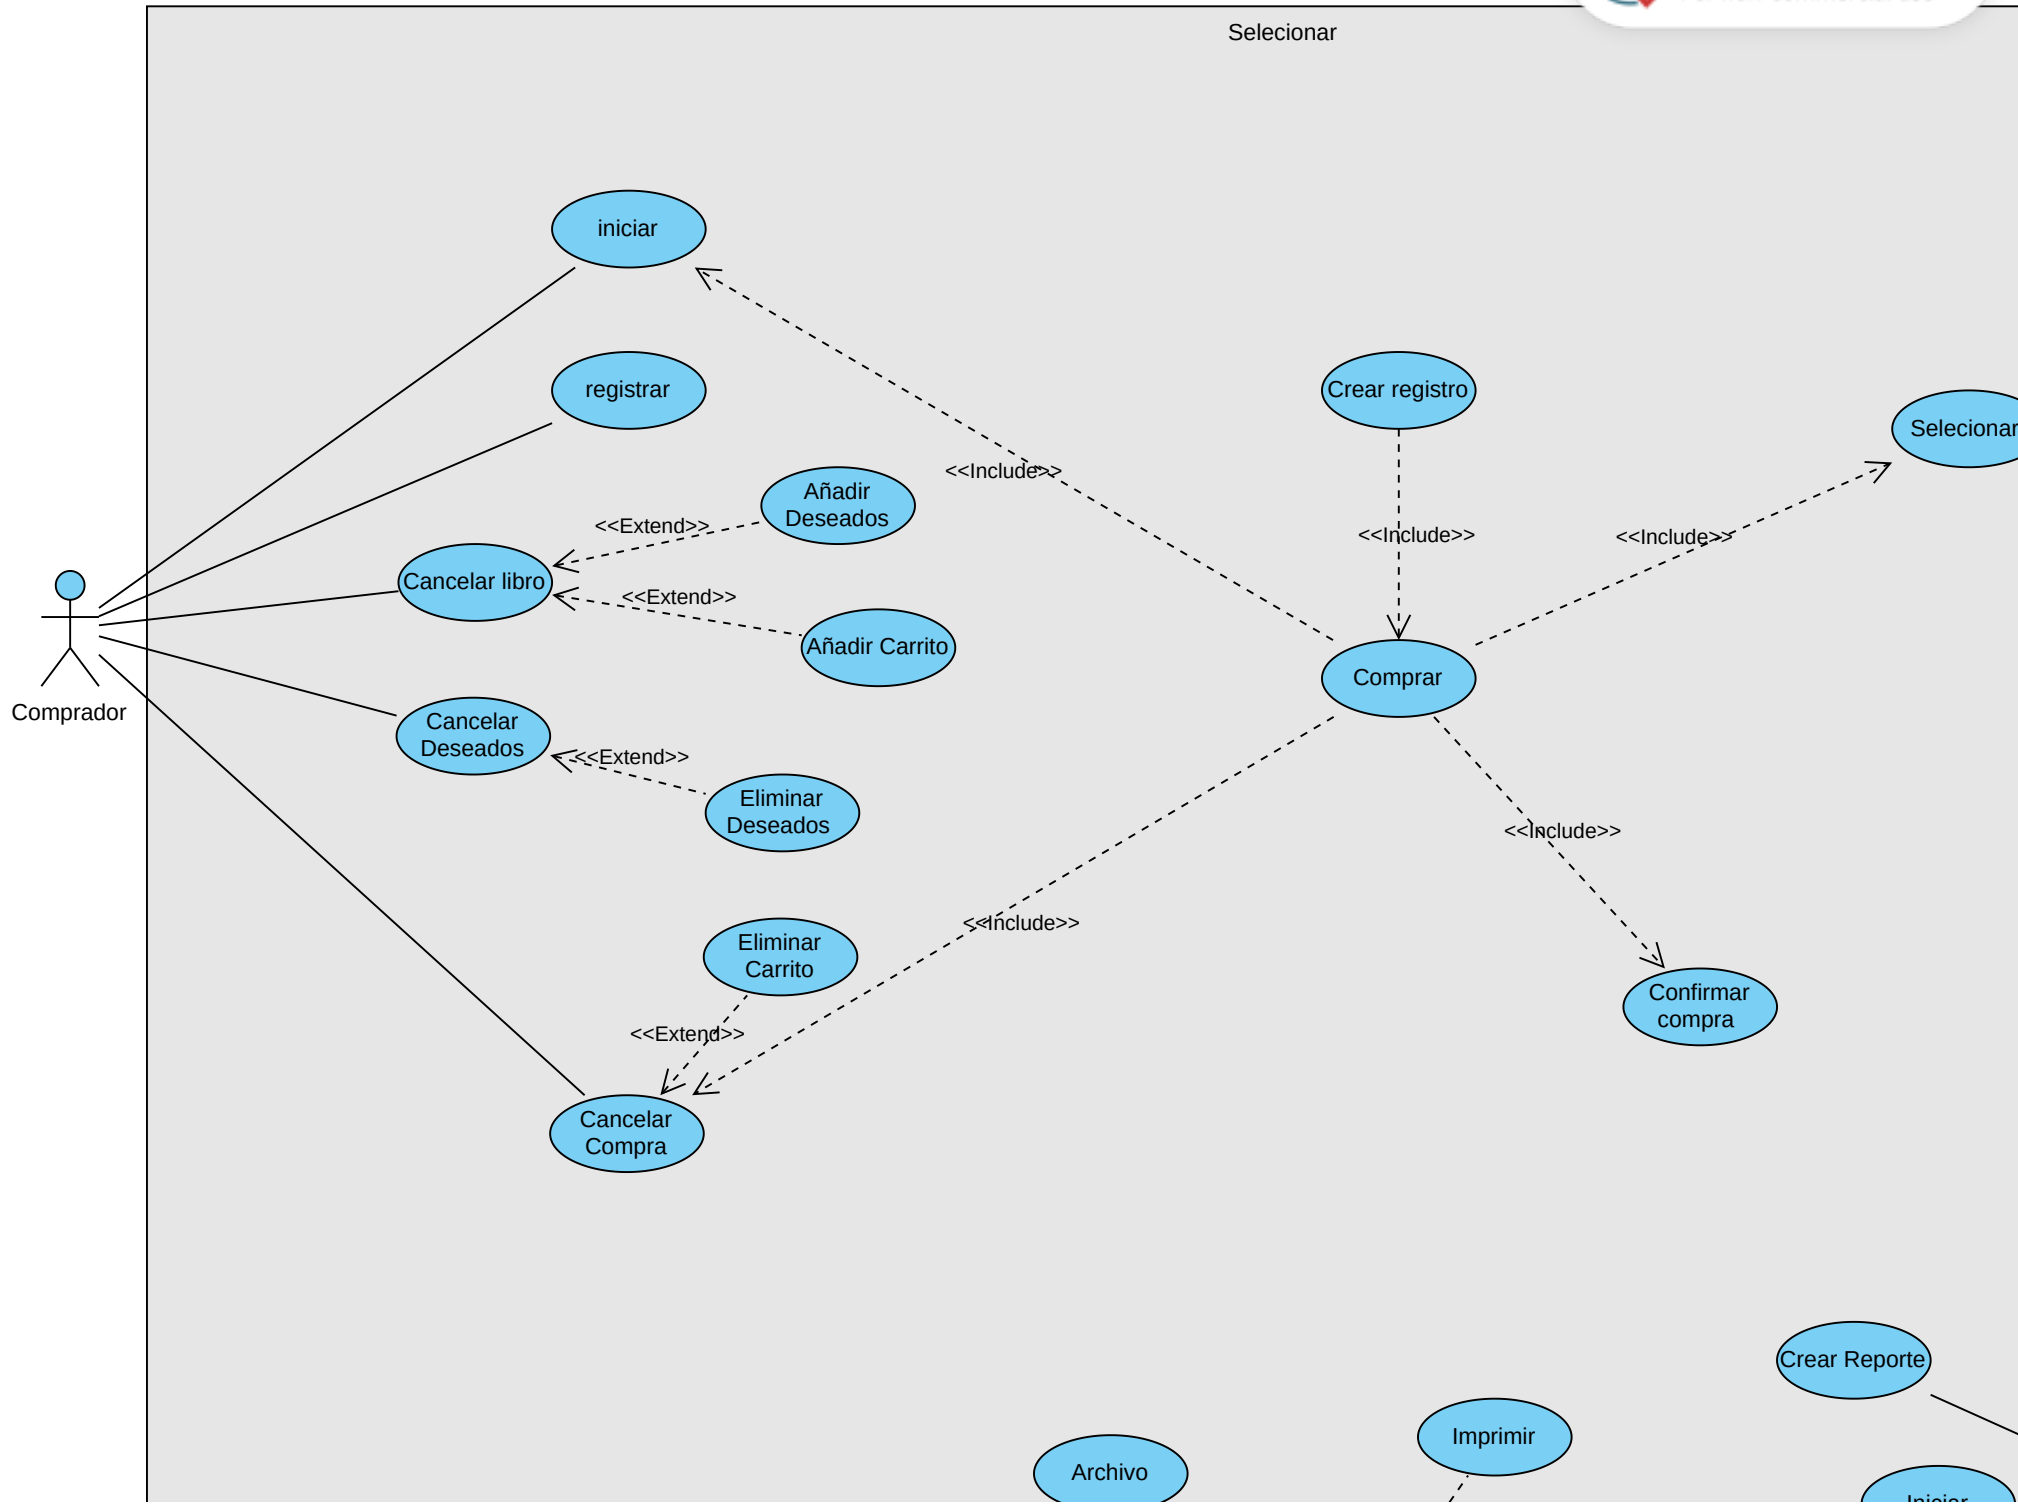 Selecionar
iniciar
registrar
Crear registro
Selecionar
<<Include>>
Añadir
Deseados
<<Extend>>
<<Include>>
<<Include>>
Cancelar libro
<<Extend>>
Añadir Carrito
Comprar
Comprador
Cancelar
Deseados
<<Extend>>
Eliminar
Deseados
<<Include>>
<<Include>>
Eliminar
Carrito
Confirmar
compra
<<Extend>>
Cancelar
Compra
Crear Reporte
Imprimir
Archivo
Iniciar